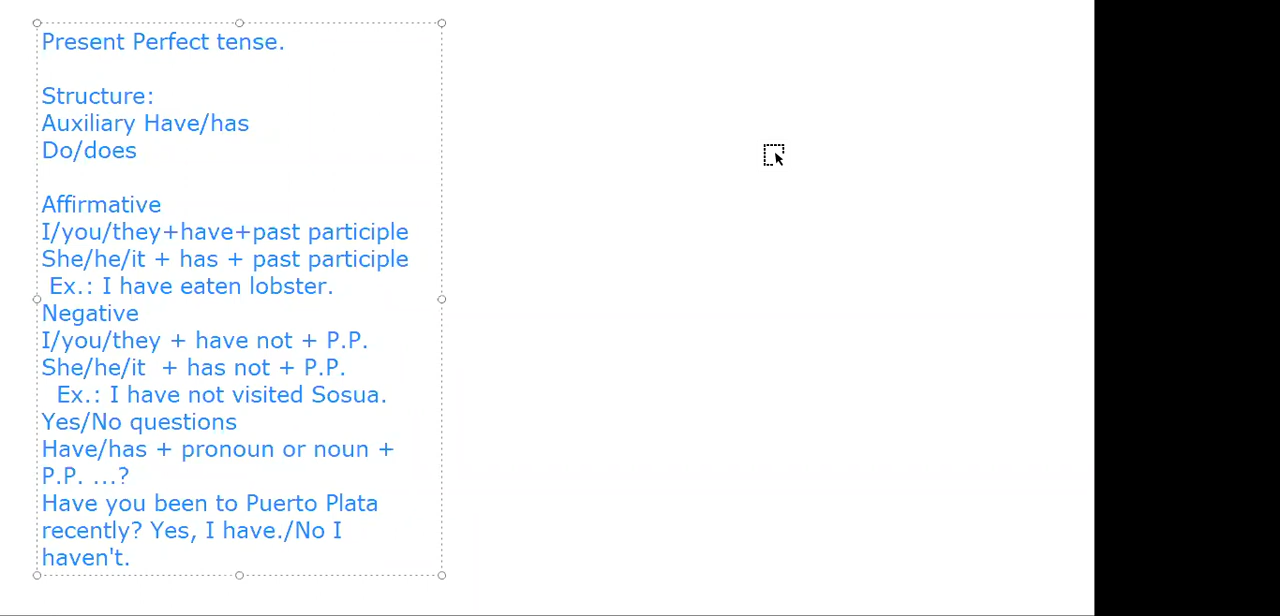 Present Perfect tense.
Structure:
Auxiliary Have/has
Do/does
Affirmative
I/you/they+have+past participle
She/he/it + has + past participle
Ex.: I have eaten lobster.
Negative
I/you/they + have not + P.P.
She/he/it  + has not + P.P.
Ex.: I have not visited Sosua.
Yes/No questions
Have/has + pronoun or noun +
P.P. ...?
Have you been to Puerto Plata
recently? Yes, I have./No I
haven't.